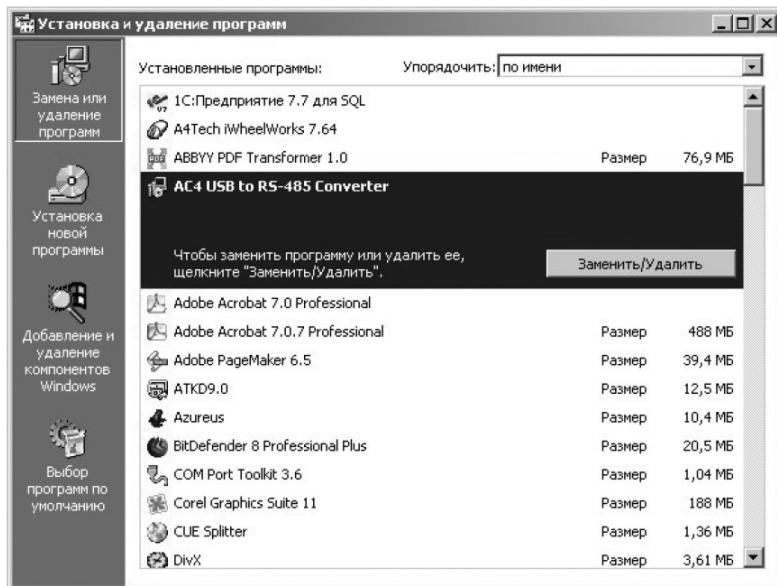 Установка и удаление программ
Замена или
удаление
программ
Установка
новой
программы
Добавление и
удаление
компонентов
Windows
Выбор
программ по
умолчанию
Установленные программы: Упорядочить: по имени
1С:Предприятие 7.7 для SQL
A4Tech iWheelWorks 7.64
ABBYY PDF Transformer 1.0 Размер 76,9 МБ
AC4 USB to RS-485 Converter
Чтобы заменить программу или удалить ее,
щелкните "Заменить/Удалить".
Заменить/Удалить
Adobe Acrobat 7.0 Professional
Adobe Acrobat 7.0.7 Professional Размер 488 МБ
Adobe PageMaker 6.5 Размер 39,4 МБ
ATKD9.0 Размер 12,5 МБ
Azureus Размер 10,4 МБ
BitDefender 8 Professional Plus Размер 20,5 МБ
COM Port Toolkit 3.6 Размер 1,04 МБ
Corel Graphics Suite 11 Размер 188 МБ
CUE Splitter Размер 1,36 МБ
DivX Размер 3,61 МБ